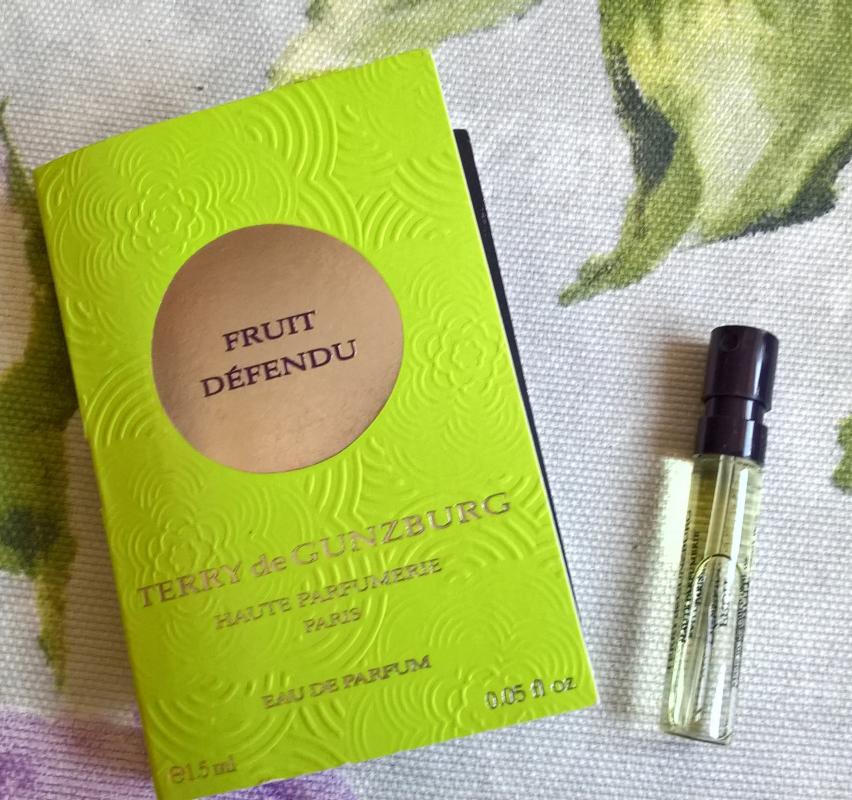 FRUIT
DÉFENDU
TERRY de GUNZBURG
HAUTE PARFUMERIE
PARIS
EAU DE PARFUM
0.05 fl oz
℮1.5 ml